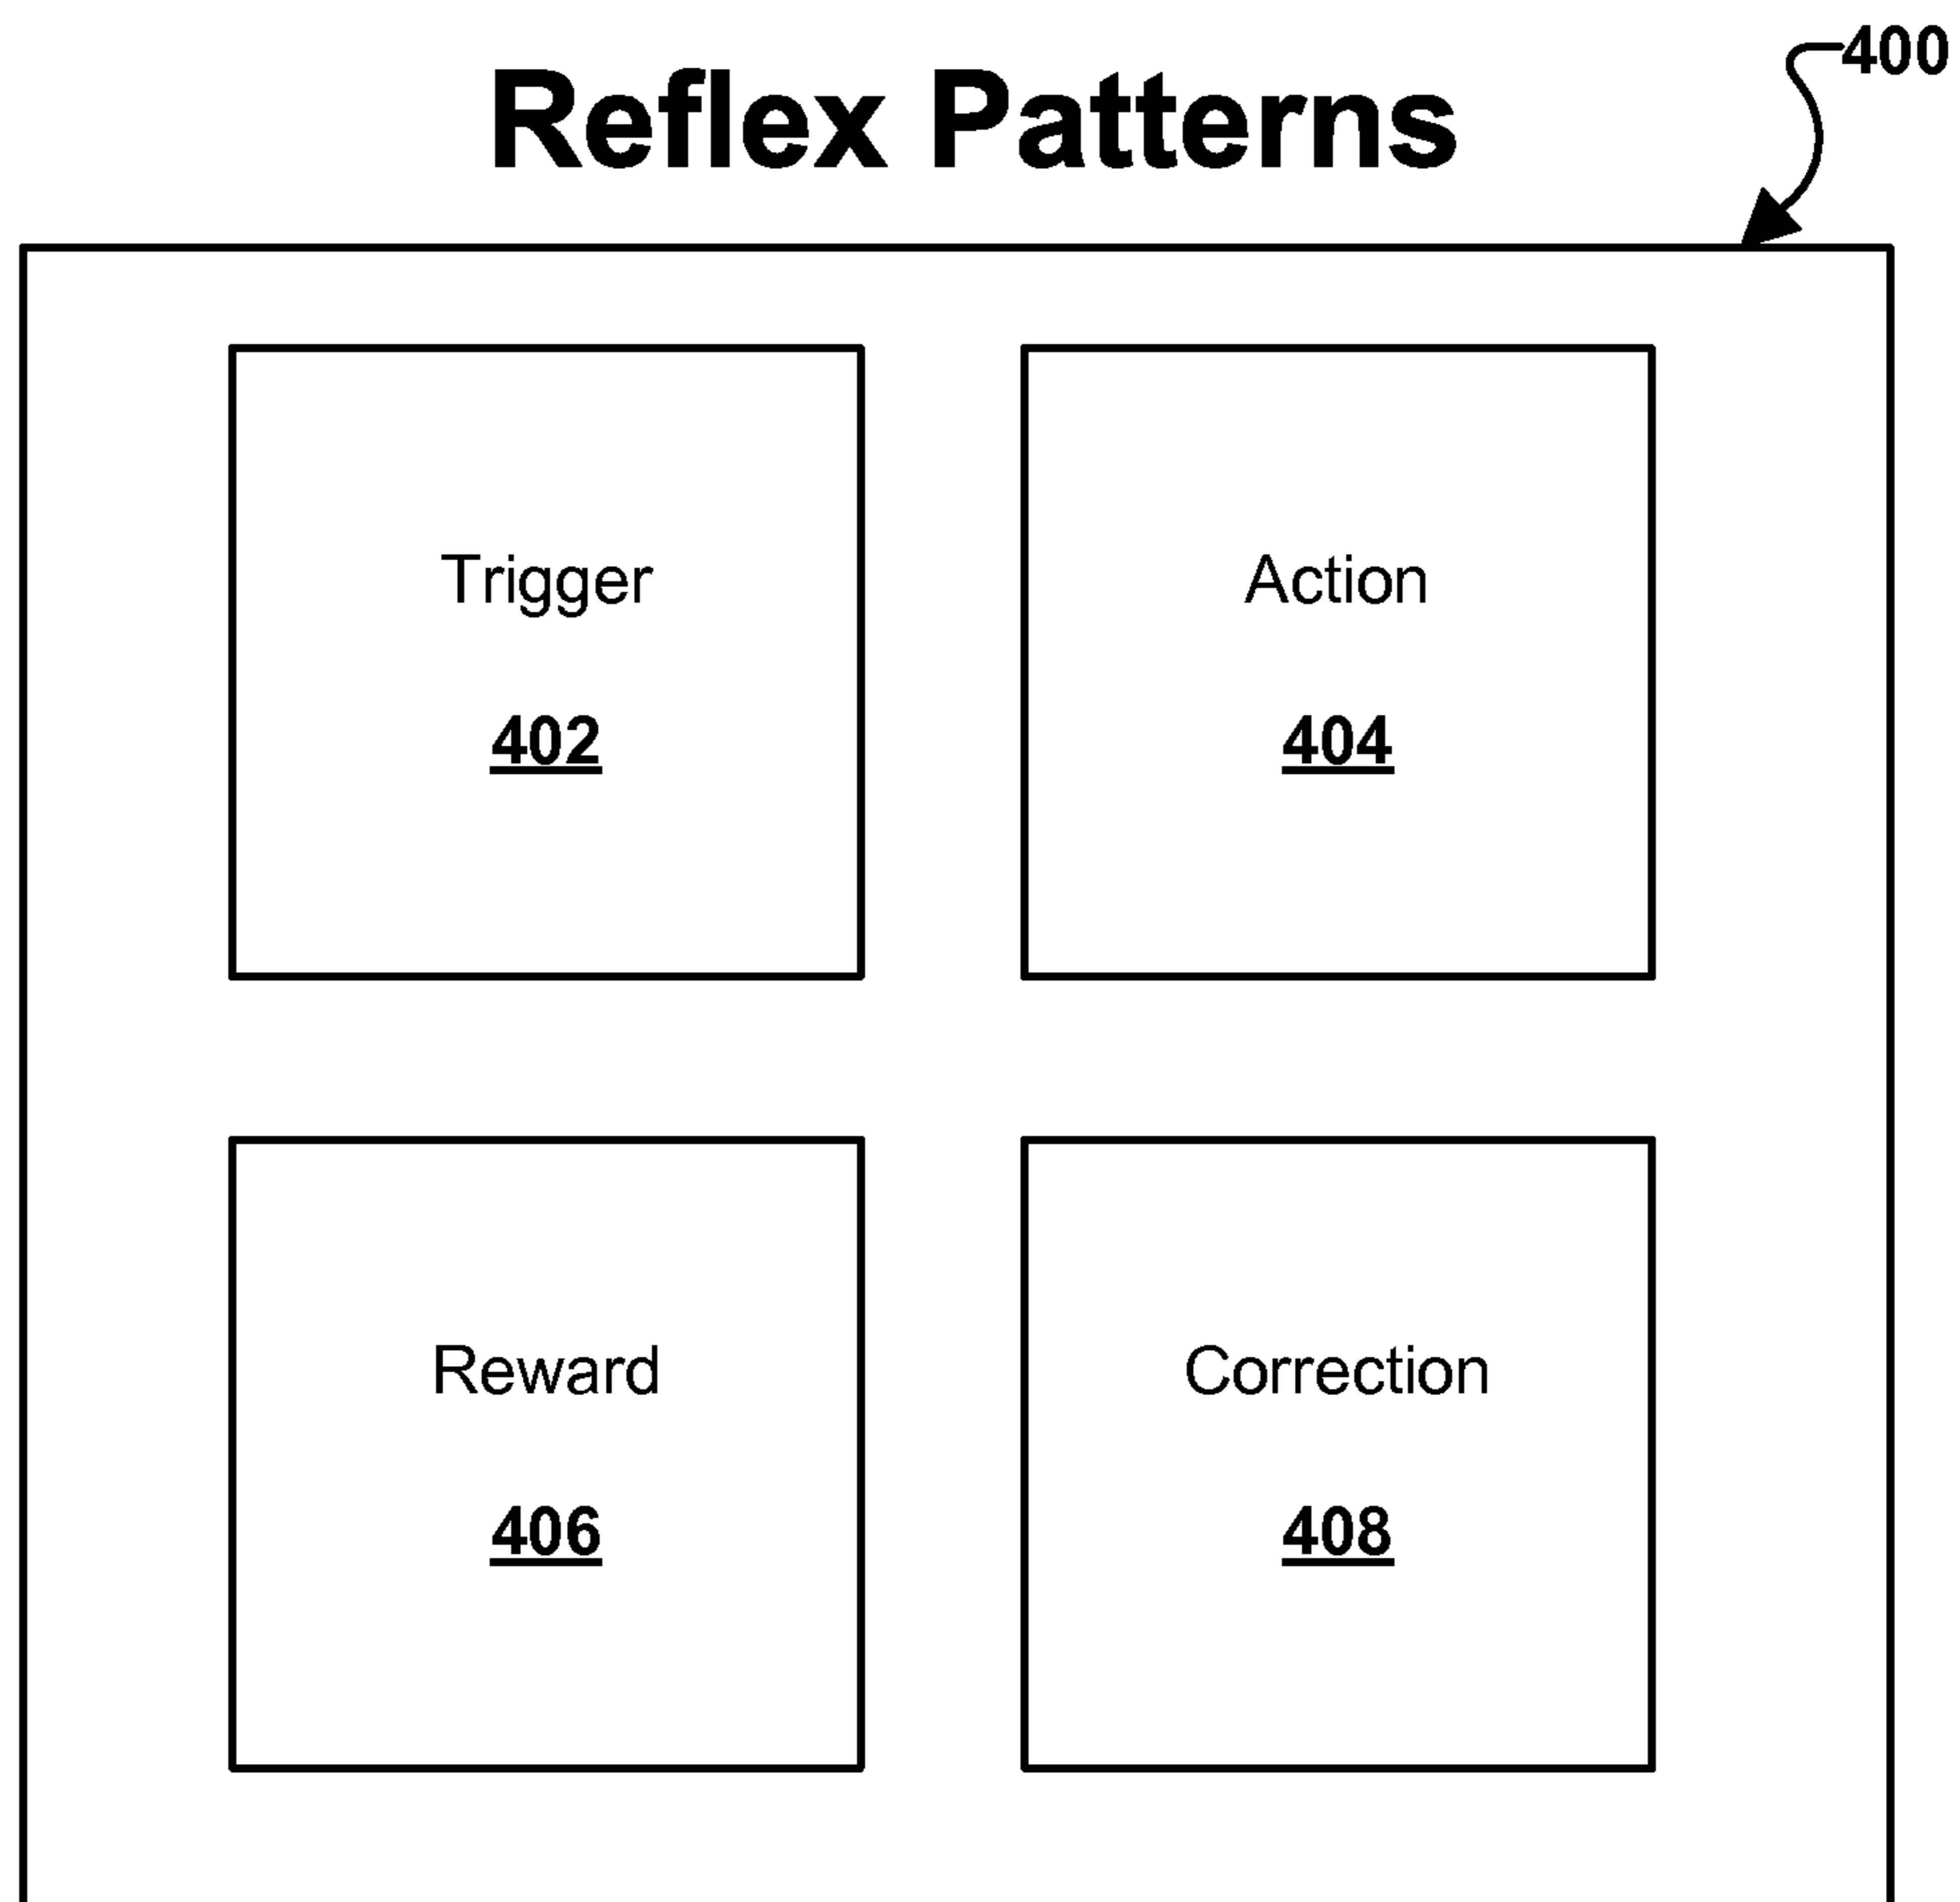 400
Reflex Patterns
Trigger
402
Action
404
Reward
406
Correction
408